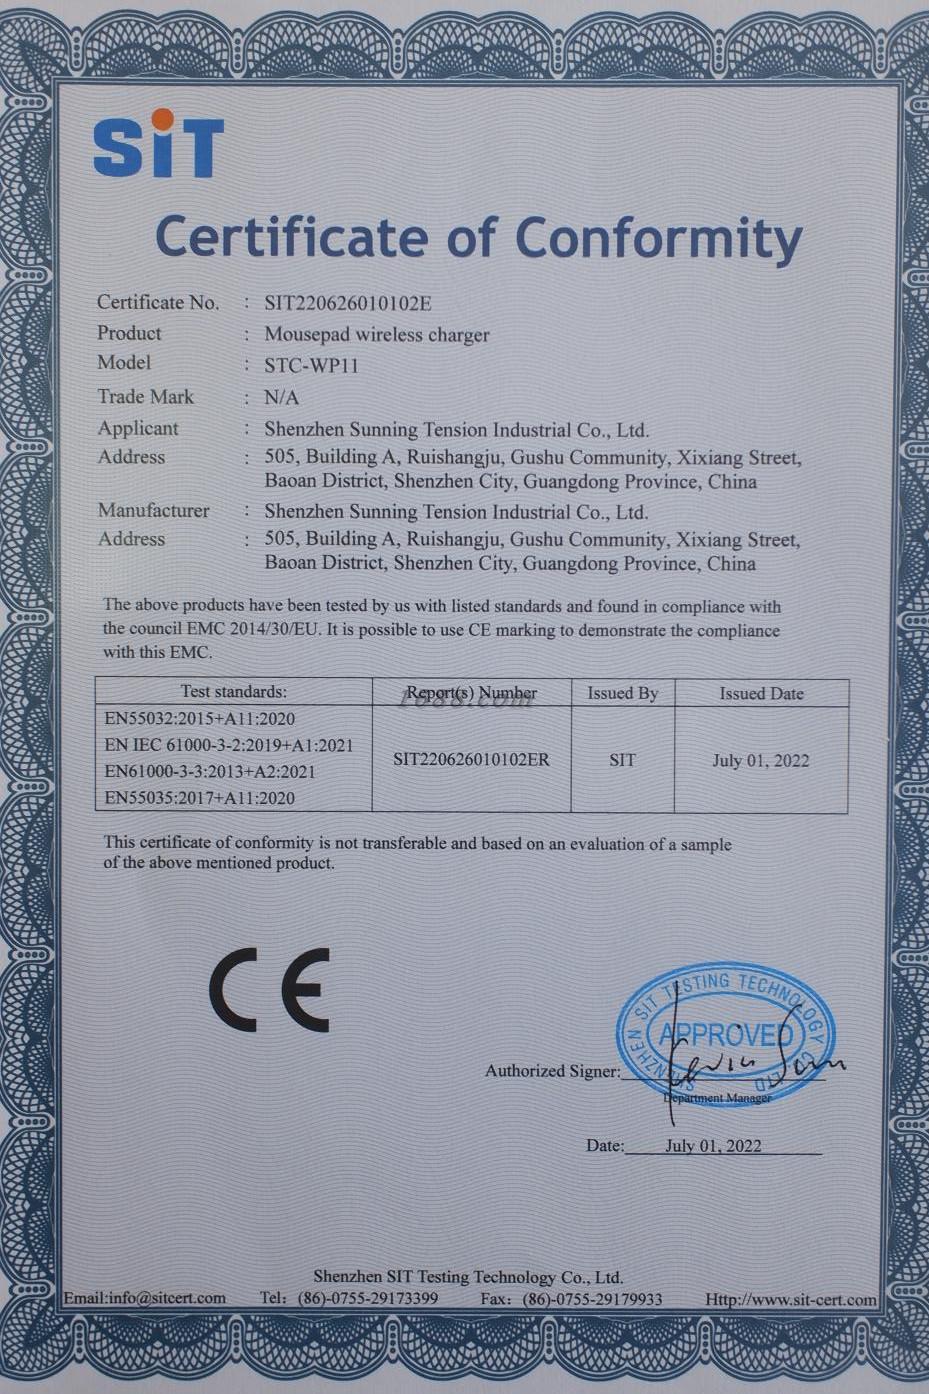 SiT
Certificate of Conformity
Certificate No. : SIT220626010102E
Product : Mousepad wireless charger
Model : STC-WP11
Trade Mark : N/A
Applicant : Shenzhen Sunning Tension Industrial Co., Ltd.
Address : 505, Building A, Ruishangju, Gushu Community, Xixiang Street,
Baoan District, Shenzhen City, Guangdong Province, China
Manufacturer : Shenzhen Sunning Tension Industrial Co., Ltd.
Address : 505, Building A, Ruishangju, Gushu Community, Xixiang Street,
Baoan District, Shenzhen City, Guangdong Province, China
The above products have been tested by us with listed standards and found in compliance with
the council EMC 2014/30/EU. It is possible to use CE marking to demonstrate the compliance
with this EMC.
Test standards: Report(s) Number Issued By Issued Date
1688.com
EN55032:2015+A11:2020
EN IEC 61000-3-2:2019+A1:2021
EN61000-3-3:2013+A2:2021
EN55035:2017+A11:2020
SIT220626010102ER SIT July 01, 2022
This certificate of conformity is not transferable and based on an evaluation of a sample
of the above mentioned product.
CE
SHENZHEN SIT TESTING TECHNOLOGY CO., LTD
APPROVED
Authorized Signer:
Department Manager
Date: July 01, 2022
Shenzhen SIT Testing Technology Co., Ltd.
Email:info@sitcert.com Tel: (86)-0755-29173399 Fax: (86)-0755-29179933 Http://www.sit-cert.com